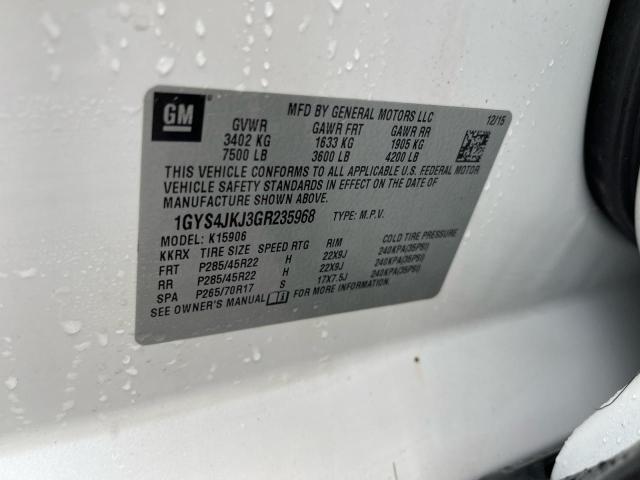 GM
MFD BY GENERAL MOTORS LLC
12/15
GVWR GAWR FRT GAWR RR
3402 KG 1633 KG 1905 KG
7500 LB 3600 LB 4200 LB
THIS VEHICLE CONFORMS TO ALL APPLICABLE U.S. FEDERAL MOTOR
VEHICLE SAFETY STANDARDS IN EFFECT ON THE DATE OF
MANUFACTURE SHOWN ABOVE.
1GYS4JKJ3GR235968 TYPE: M.P.V.
MODEL: K15906
KKRX TIRE SIZE SPEED RTG RIM COLD TIRE PRESSURE
FRT P285/45R22 H 22X9J 240KPA(35PSI)
RR P285/45R22 H 22X9J 240KPA(35PSI)
SPA P265/70R17 S 17X7.5J 240KPA(35PSI)
SEE OWNER'S MANUAL FOR MORE INFORMATION.